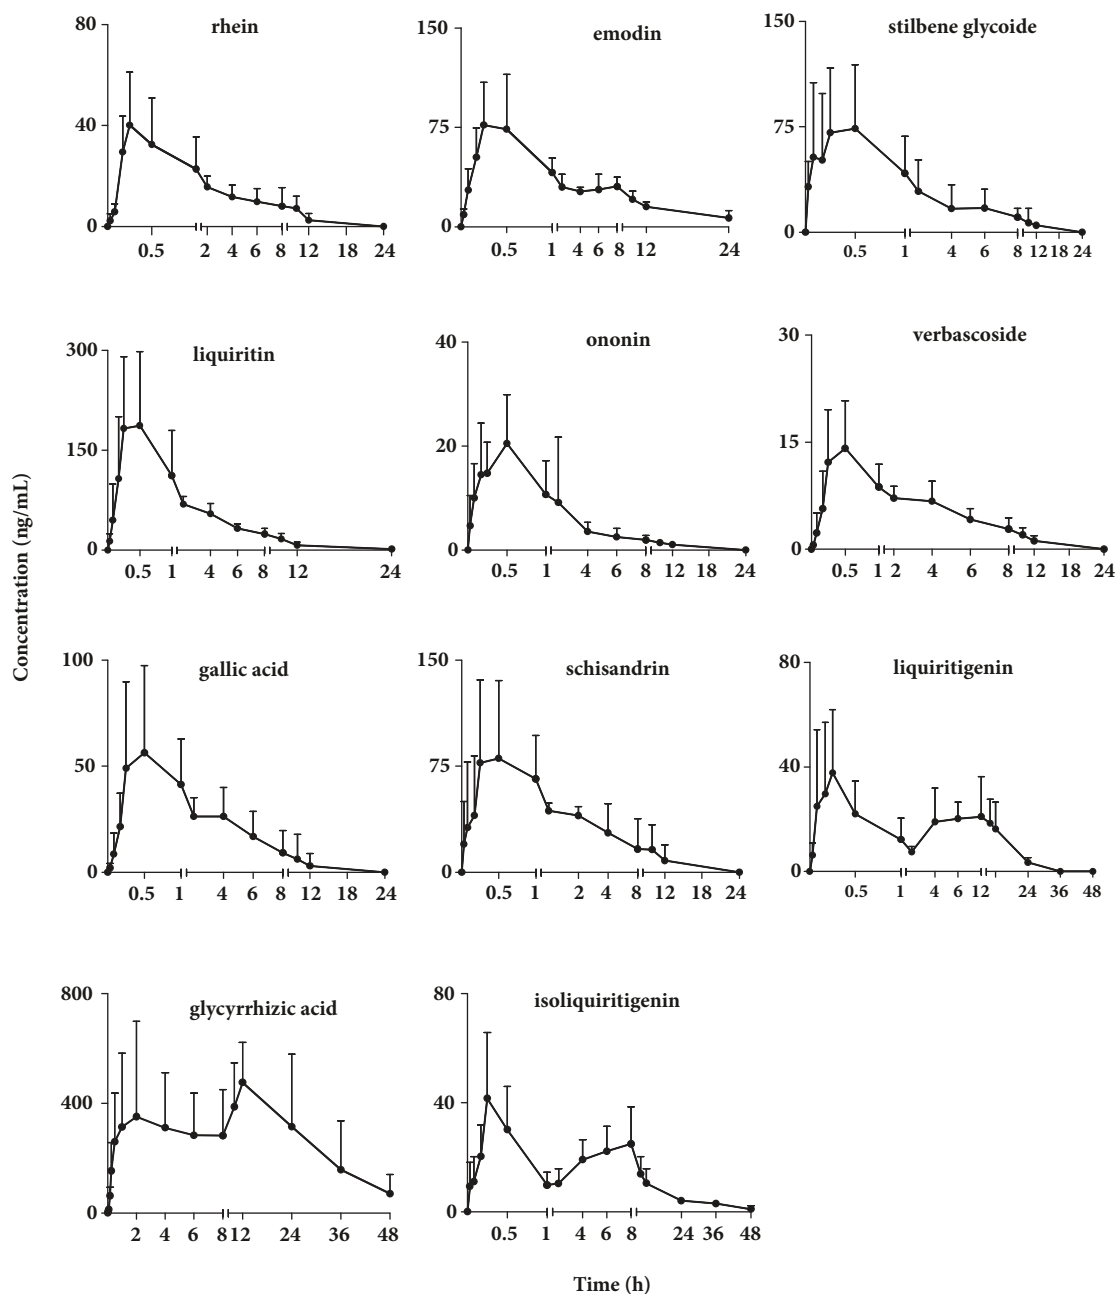 rhein
80
40
0
0.5 2 4 6 8 12 18 24
emodin
150
75
0
0.5 1 2 4 6 8 12 24
stilbene glycoide
150
75
0
0.5 1 4 6 8 12 18 24
liquiritin
300
150
0
0.5 1 4 6 8 12 24
ononin
40
20
0
0.5 1 4 8 12 18 24
verbascoside
30
15
0
0.5 1 2 4 6 8 12 18 24
gallic acid
100
50
0
0.5 1 4 6 8 12 18 24
schisandrin
150
75
0
0.5 1 2 4 8 12 24
liquiritigenin
80
40
0
0.5 1 4 6 12 24 36 48
glycyrrhizic acid
800
400
0
2 4 6 8 12 24 36 48
isoliquiritigenin
80
40
0
0.5 1 4 6 8 24 36 48
Concentration (ng/mL)
Time (h)